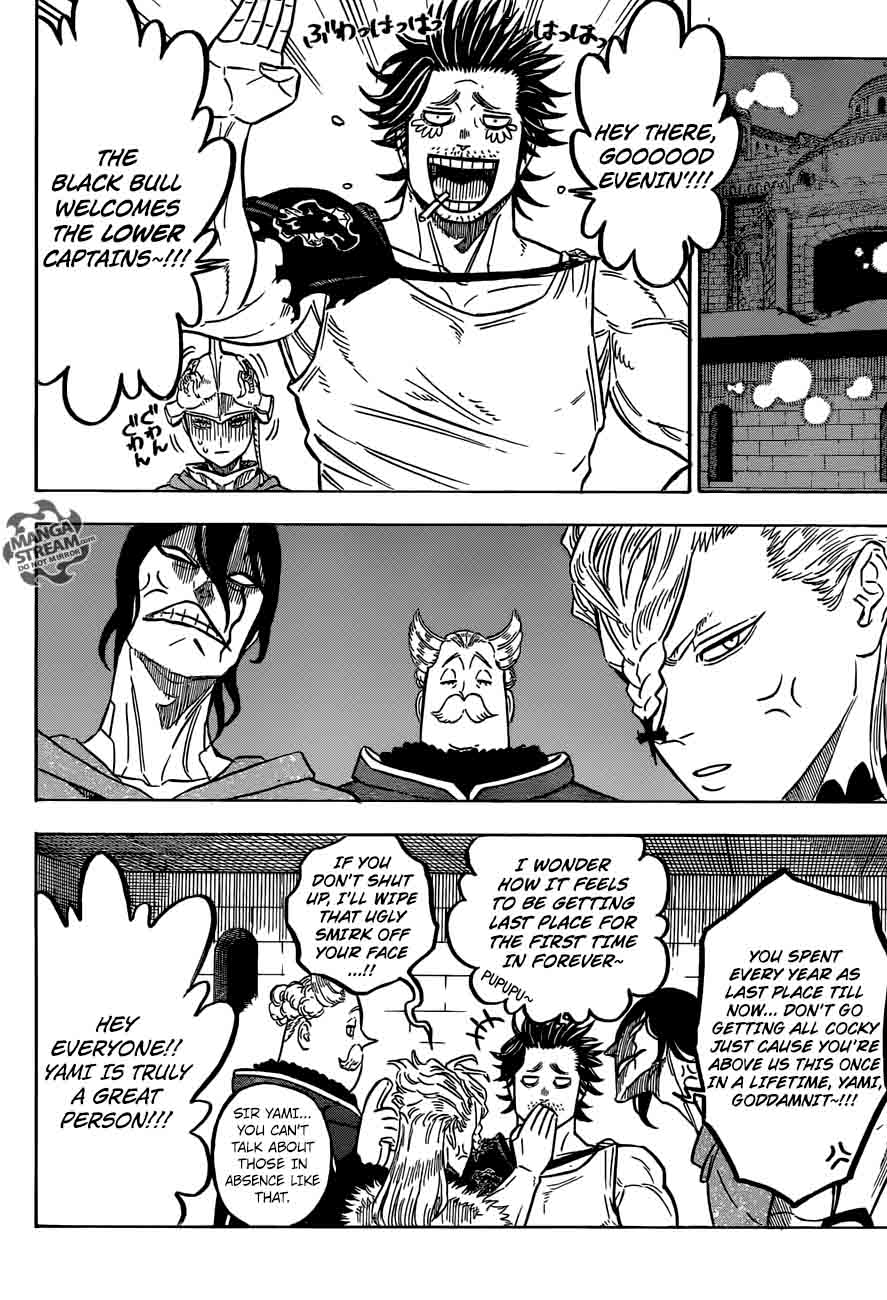 HEY THERE,
GOOOOOD
EVENIN'!!!
ぶわっはっはっ
はっはっ
THE
BLACK BULL
WELCOMES
THE LOWER
CAPTAINS~!!!
ぐわん
ぐわん
MANGA
STREAM.com
DO NOT MIRROR
YOU SPENT
EVERY YEAR AS
LAST PLACE TILL
NOW... DON'T GO
GETTING ALL COCKY
JUST CAUSE YOU'RE
ABOVE US THIS ONCE
IN A LIFETIME, YAMI,
GODDAMNIT~!!!
I WONDER
HOW IT FEELS
TO BE GETTING
LAST PLACE FOR
THE FIRST TIME
IN FOREVER~
PUPUPU~
IF YOU
DON'T SHUT
UP, I'LL WIPE
THAT UGLY
SMIRK OFF
YOUR FACE
...!!
SIR YAMI...
YOU CAN'T
TALK ABOUT
THOSE IN
ABSENCE LIKE
THAT.
HEY
EVERYONE!!
YAMI IS TRULY
A GREAT
PERSON!!!